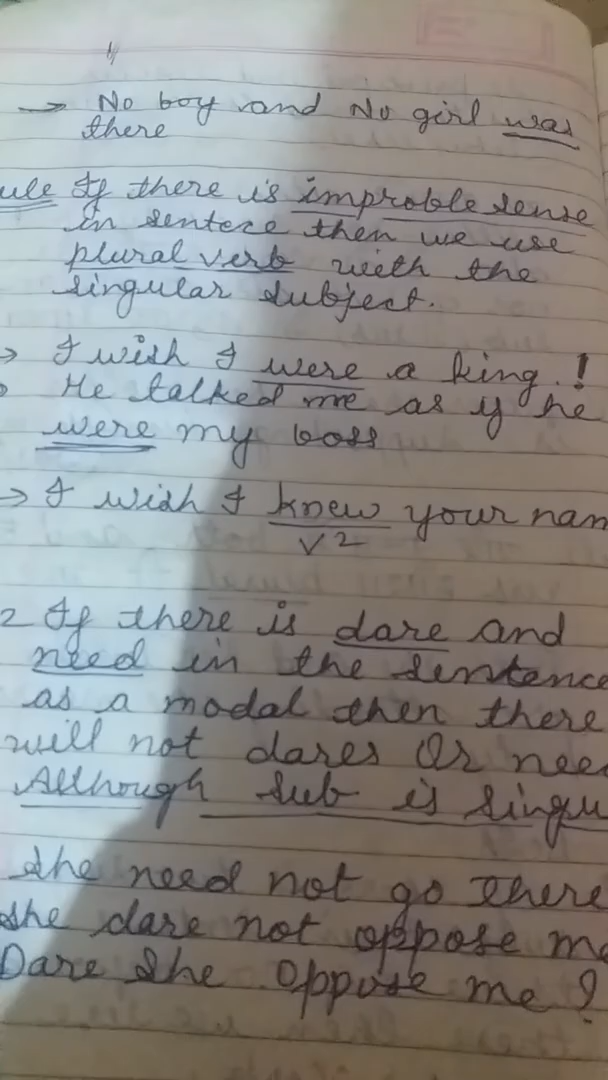 → No boy and No girl was
there
ule If there is improble sense
in sentece then we use
plural verb with the
singular subject.
→ I wish I were a king.!
He talked me as if he
were my boss
→ I wish I knew your nam
V2
2 If there is dare and
need in the sentence
as a modal then there
will not dares Or nee
Although sub is singu
She need not go there
She dare not oppose me
Dare She oppose me ?